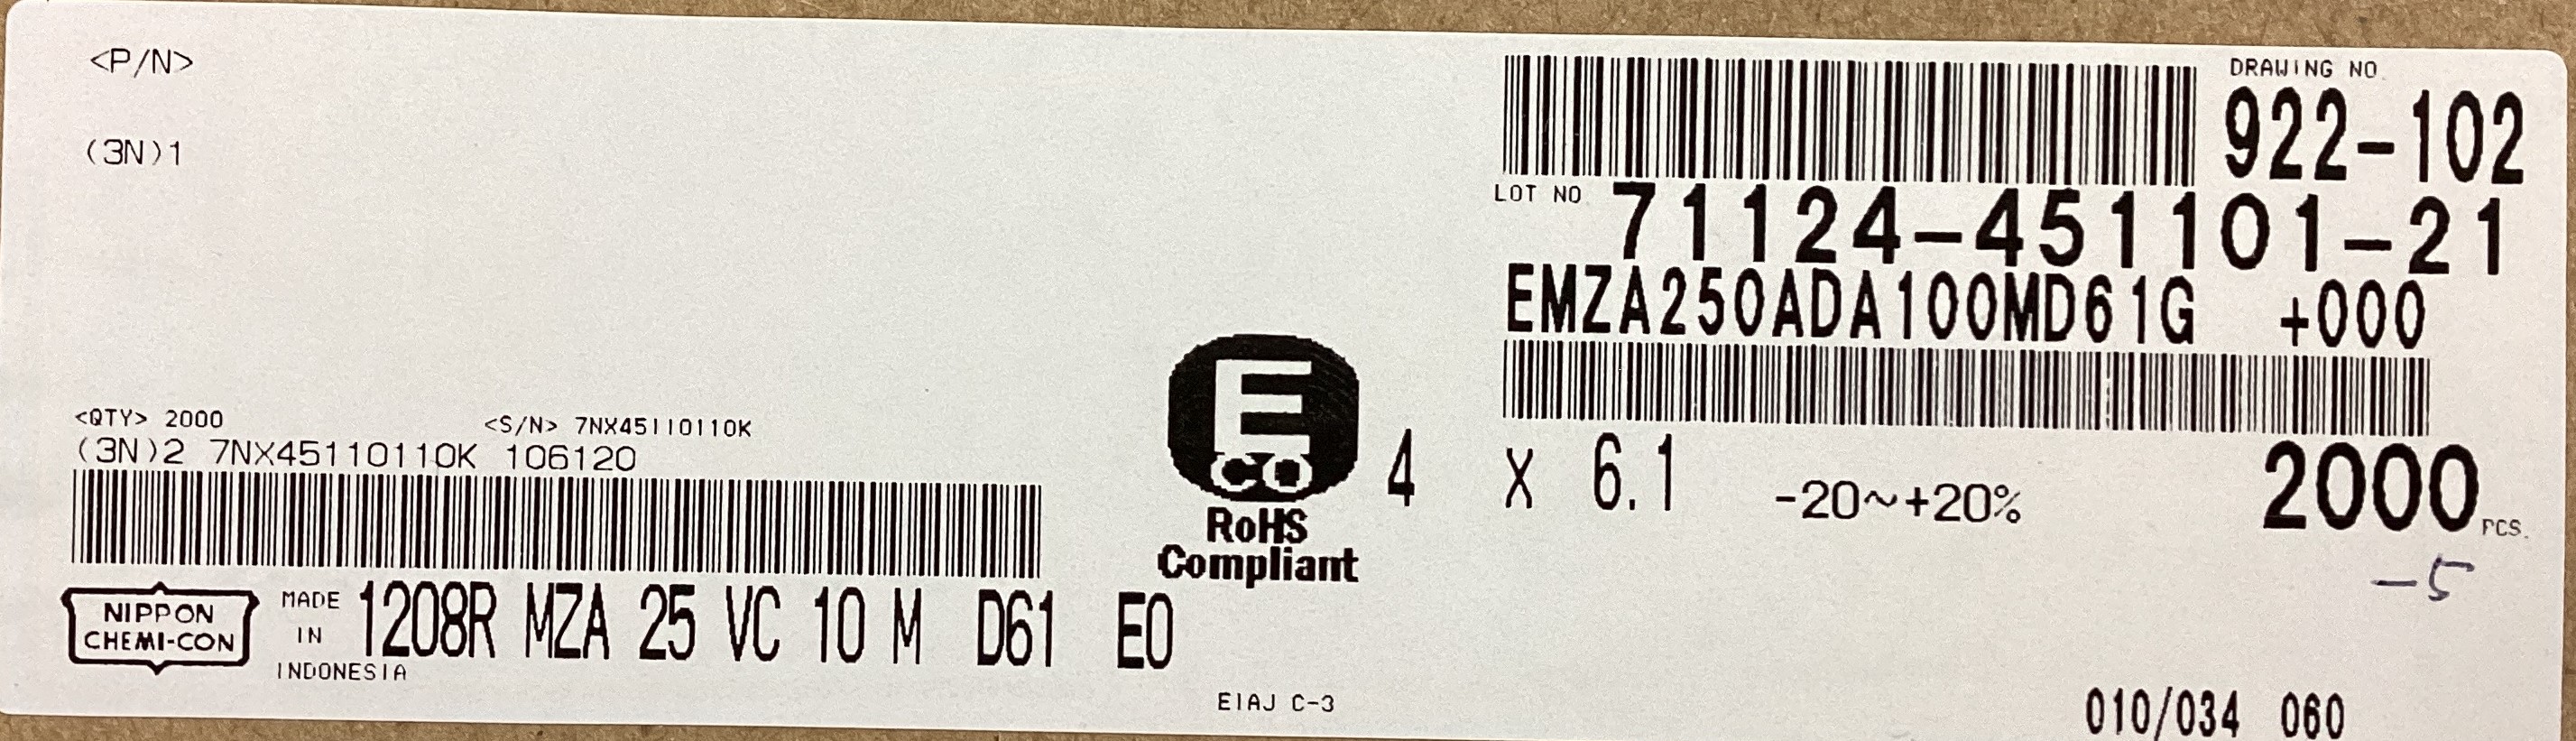 <P/N>
(3N)1
DRAWING NO.
922-102
LOT NO 71124-451101-21
EMZA250ADA100MD61G +000
<QTY> 2000 <S/N> 7NX45110110K
(3N)2 7NX45110110K 106120
E
CO
RoHS
Compliant
4 X 6.1 -20~+20% 2000 PCS.
-5
NIPPON
CHEMI-CON
MADE
IN
INDONESIA
1208R MZA 25 VC 10 M D61 E0
EIAJ C-3
010/034 060